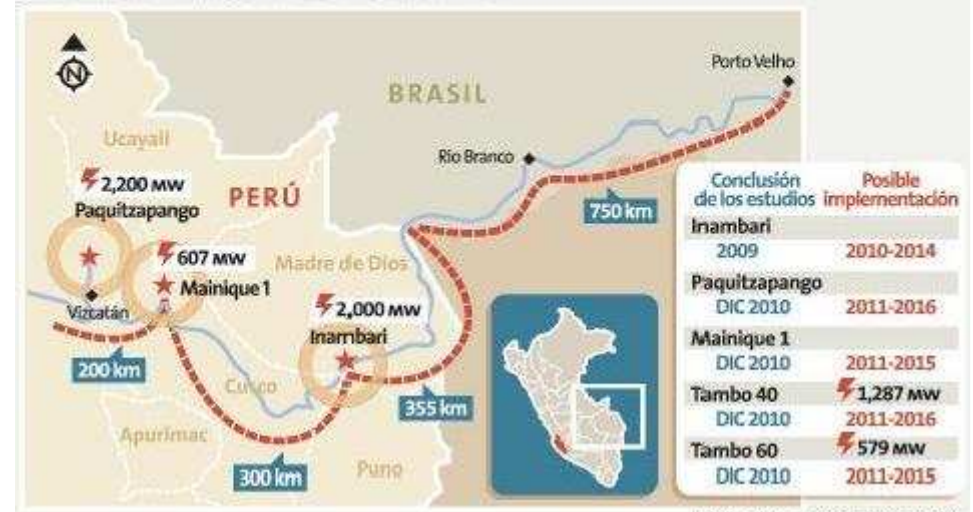 N
BRASIL
Porto Velho
Ucayali
Rio Branco
2,200 MW
Paquitzapango
PERÚ
750 km
607 MW
Mainique 1
Madre de Dios
Vizcatán
2,000 MW
Inambari
200 km
Cusco
355 km
Apurímac
300 km
Puno
Conclusión de los estudios
Posible implementación
Inambari
2009 2010-2014
Paquitzapango
DIC 2010 2011-2016
Mainique 1
DIC 2010 2011-2015
Tambo 40 1,287 MW
DIC 2010 2011-2016
Tambo 60 579 MW
DIC 2010 2011-2015